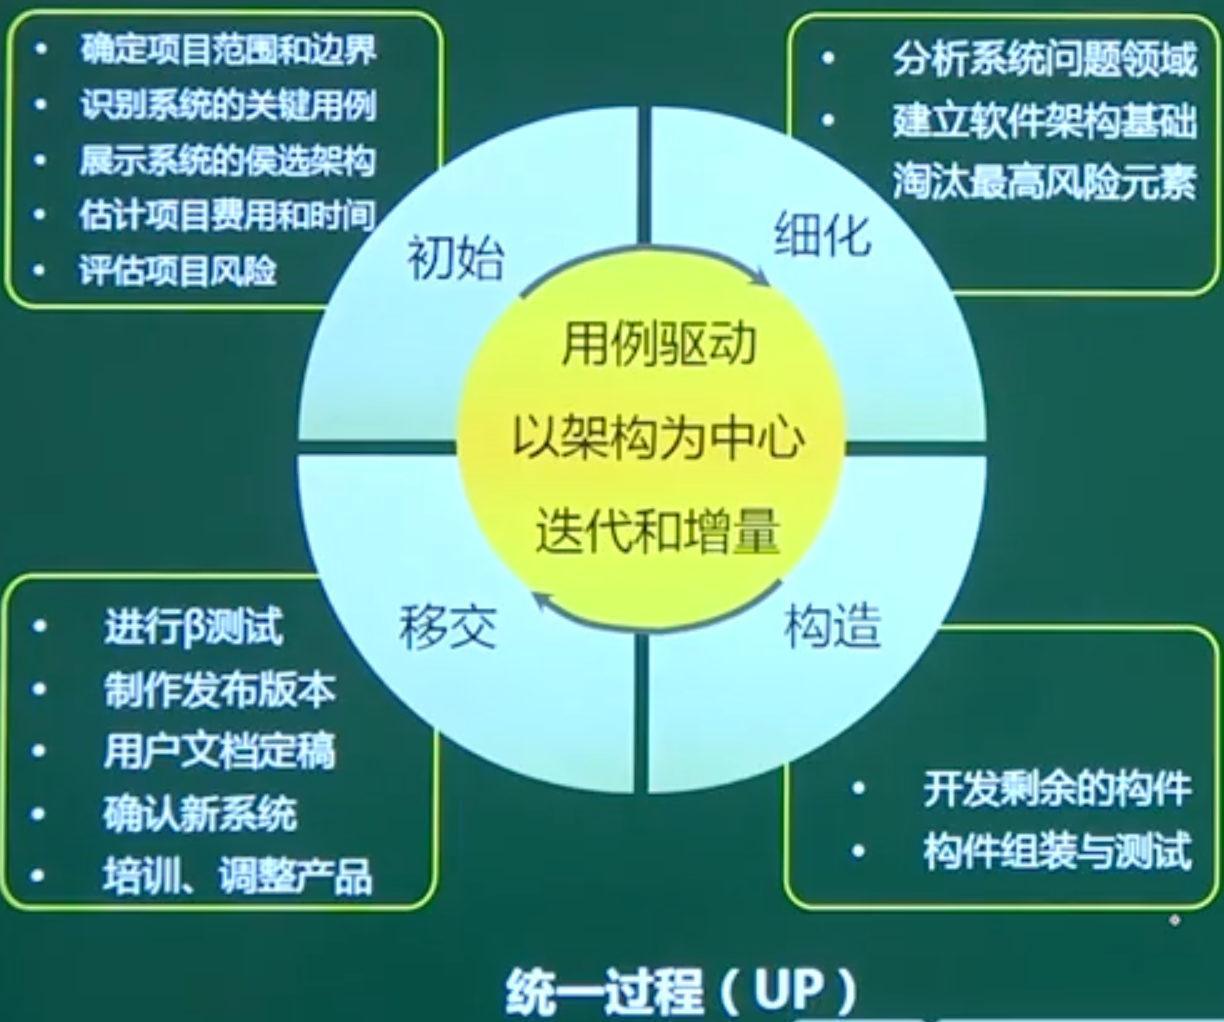 • 确定项目范围和边界
• 识别系统的关键用例
• 展示系统的侯选架构
• 估计项目费用和时间
• 评估项目风险
• 分析系统问题领域
• 建立软件架构基础
淘汰最高风险元素
初始
细化
用例驱动
以架构为中心
迭代和增量
移交
构造
• 进行β测试
• 制作发布版本
• 用户文档定稿
• 确认新系统
• 培训、调整产品
• 开发剩余的构件
• 构件组装与测试
统一过程（UP）